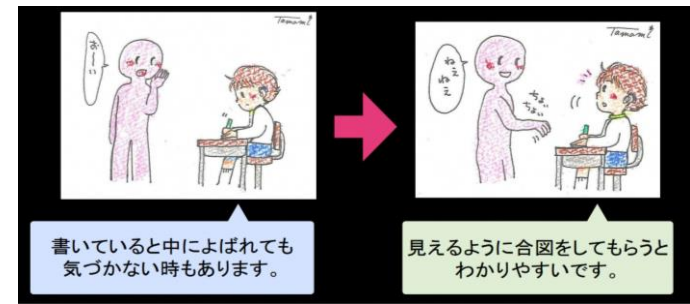 Tamami
お～い
書いていると中によばれても
気づかない時もあります。
Tamami
ねぇ
ねぇ
ちょい
ちょい
見えるように合図をしてもらうと
わかりやすいです。